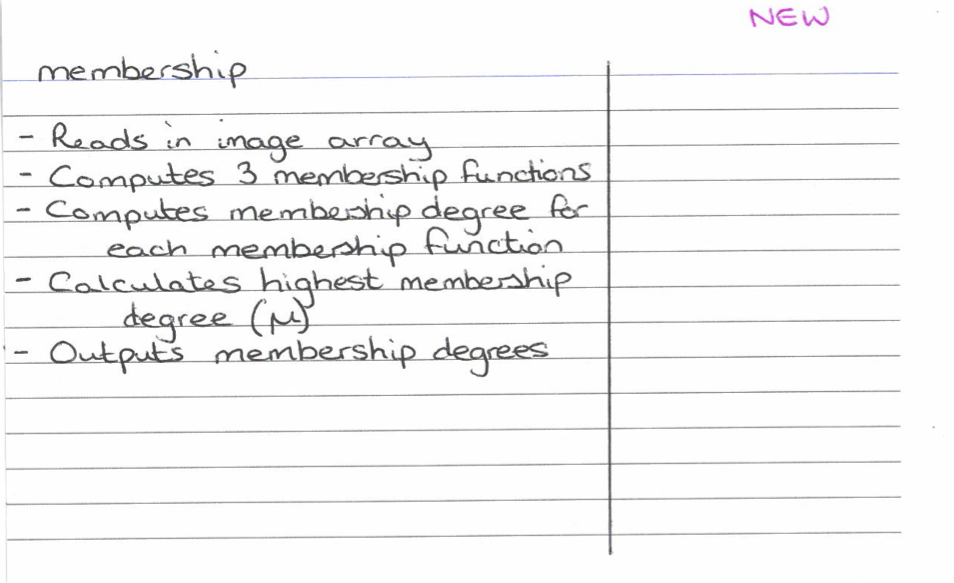 NEW
membership
- Reads in image array
- Computes 3 membership functions
- Computes membership degree for
each membership function
- Calculates highest membership
degree (μ)
- Outputs membership degrees